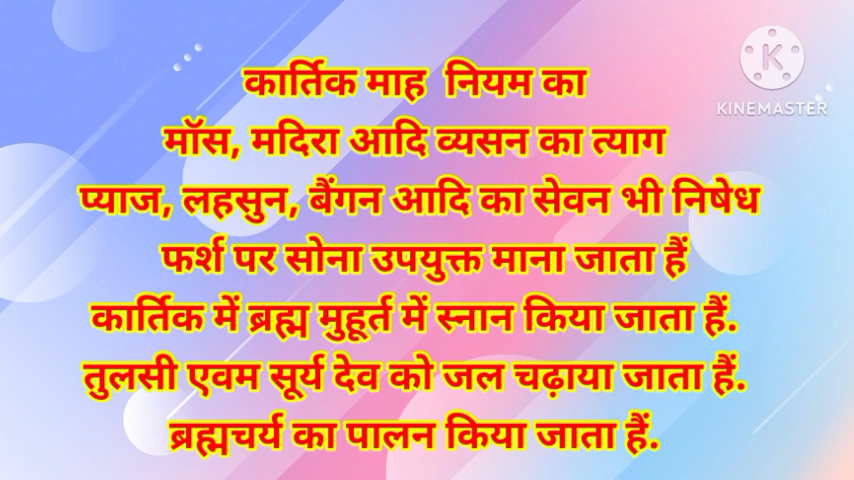 कार्तिक माह नियम का
मॉस, मदिरा आदि व्यसन का त्याग
प्याज, लहसुन, बैंगन आदि का सेवन भी निषेध
फर्श पर सोना उपयुक्त माना जाता हैं
कार्तिक में ब्रह्म मुहूर्त में स्नान किया जाता हैं.
तुलसी एवम सूर्य देव को जल चढ़ाया जाता हैं.
ब्रह्मचर्य का पालन किया जाता हैं.
K
KINEMASTER